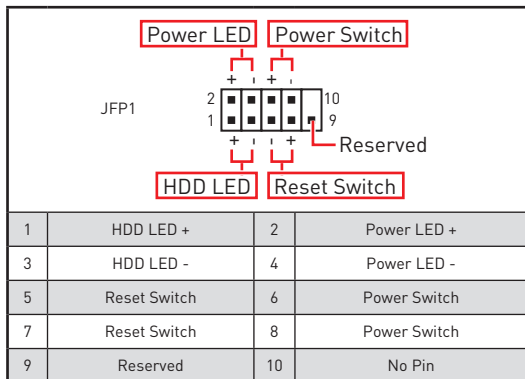 Power LED Power Switch
+ - + -
JFP1
2 10
1 9
+ - - +
Reserved
HDD LED Reset Switch
1 HDD LED + 2 Power LED +
3 HDD LED - 4 Power LED -
5 Reset Switch 6 Power Switch
7 Reset Switch 8 Power Switch
9 Reserved 10 No Pin